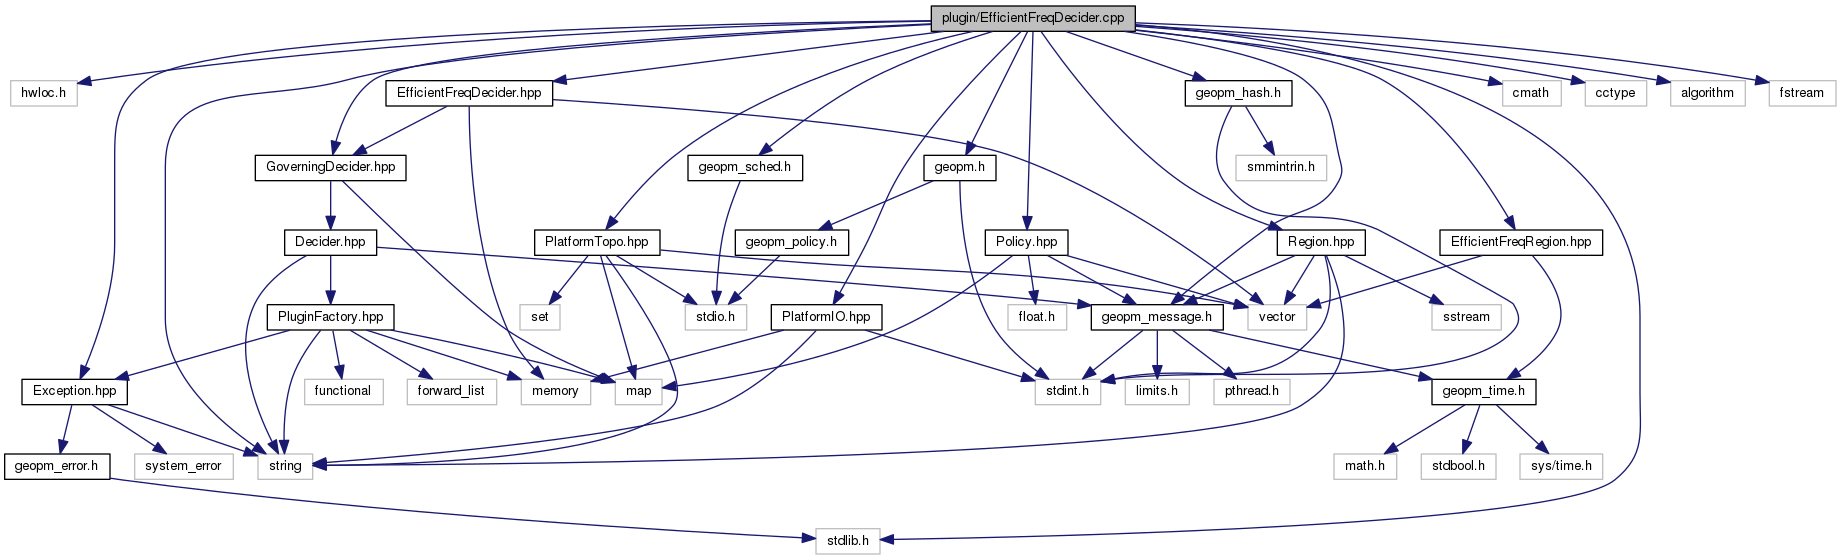 plugin/EfficientFreqDecider.cpp
hwloc.h
EfficientFreqDecider.hpp
geopm_hash.h
cmath
cctype
algorithm
fstream
GoverningDecider.hpp
geopm_sched.h
geopm.h
smmintrin.h
Decider.hpp
PlatformTopo.hpp
geopm_policy.h
Policy.hpp
Region.hpp
EfficientFreqRegion.hpp
PluginFactory.hpp
set
stdio.h
PlatformIO.hpp
float.h
geopm_message.h
vector
sstream
Exception.hpp
functional
forward_list
memory
map
stdint.h
limits.h
pthread.h
geopm_time.h
geopm_error.h
system_error
string
math.h
stdbool.h
sys/time.h
stdlib.h